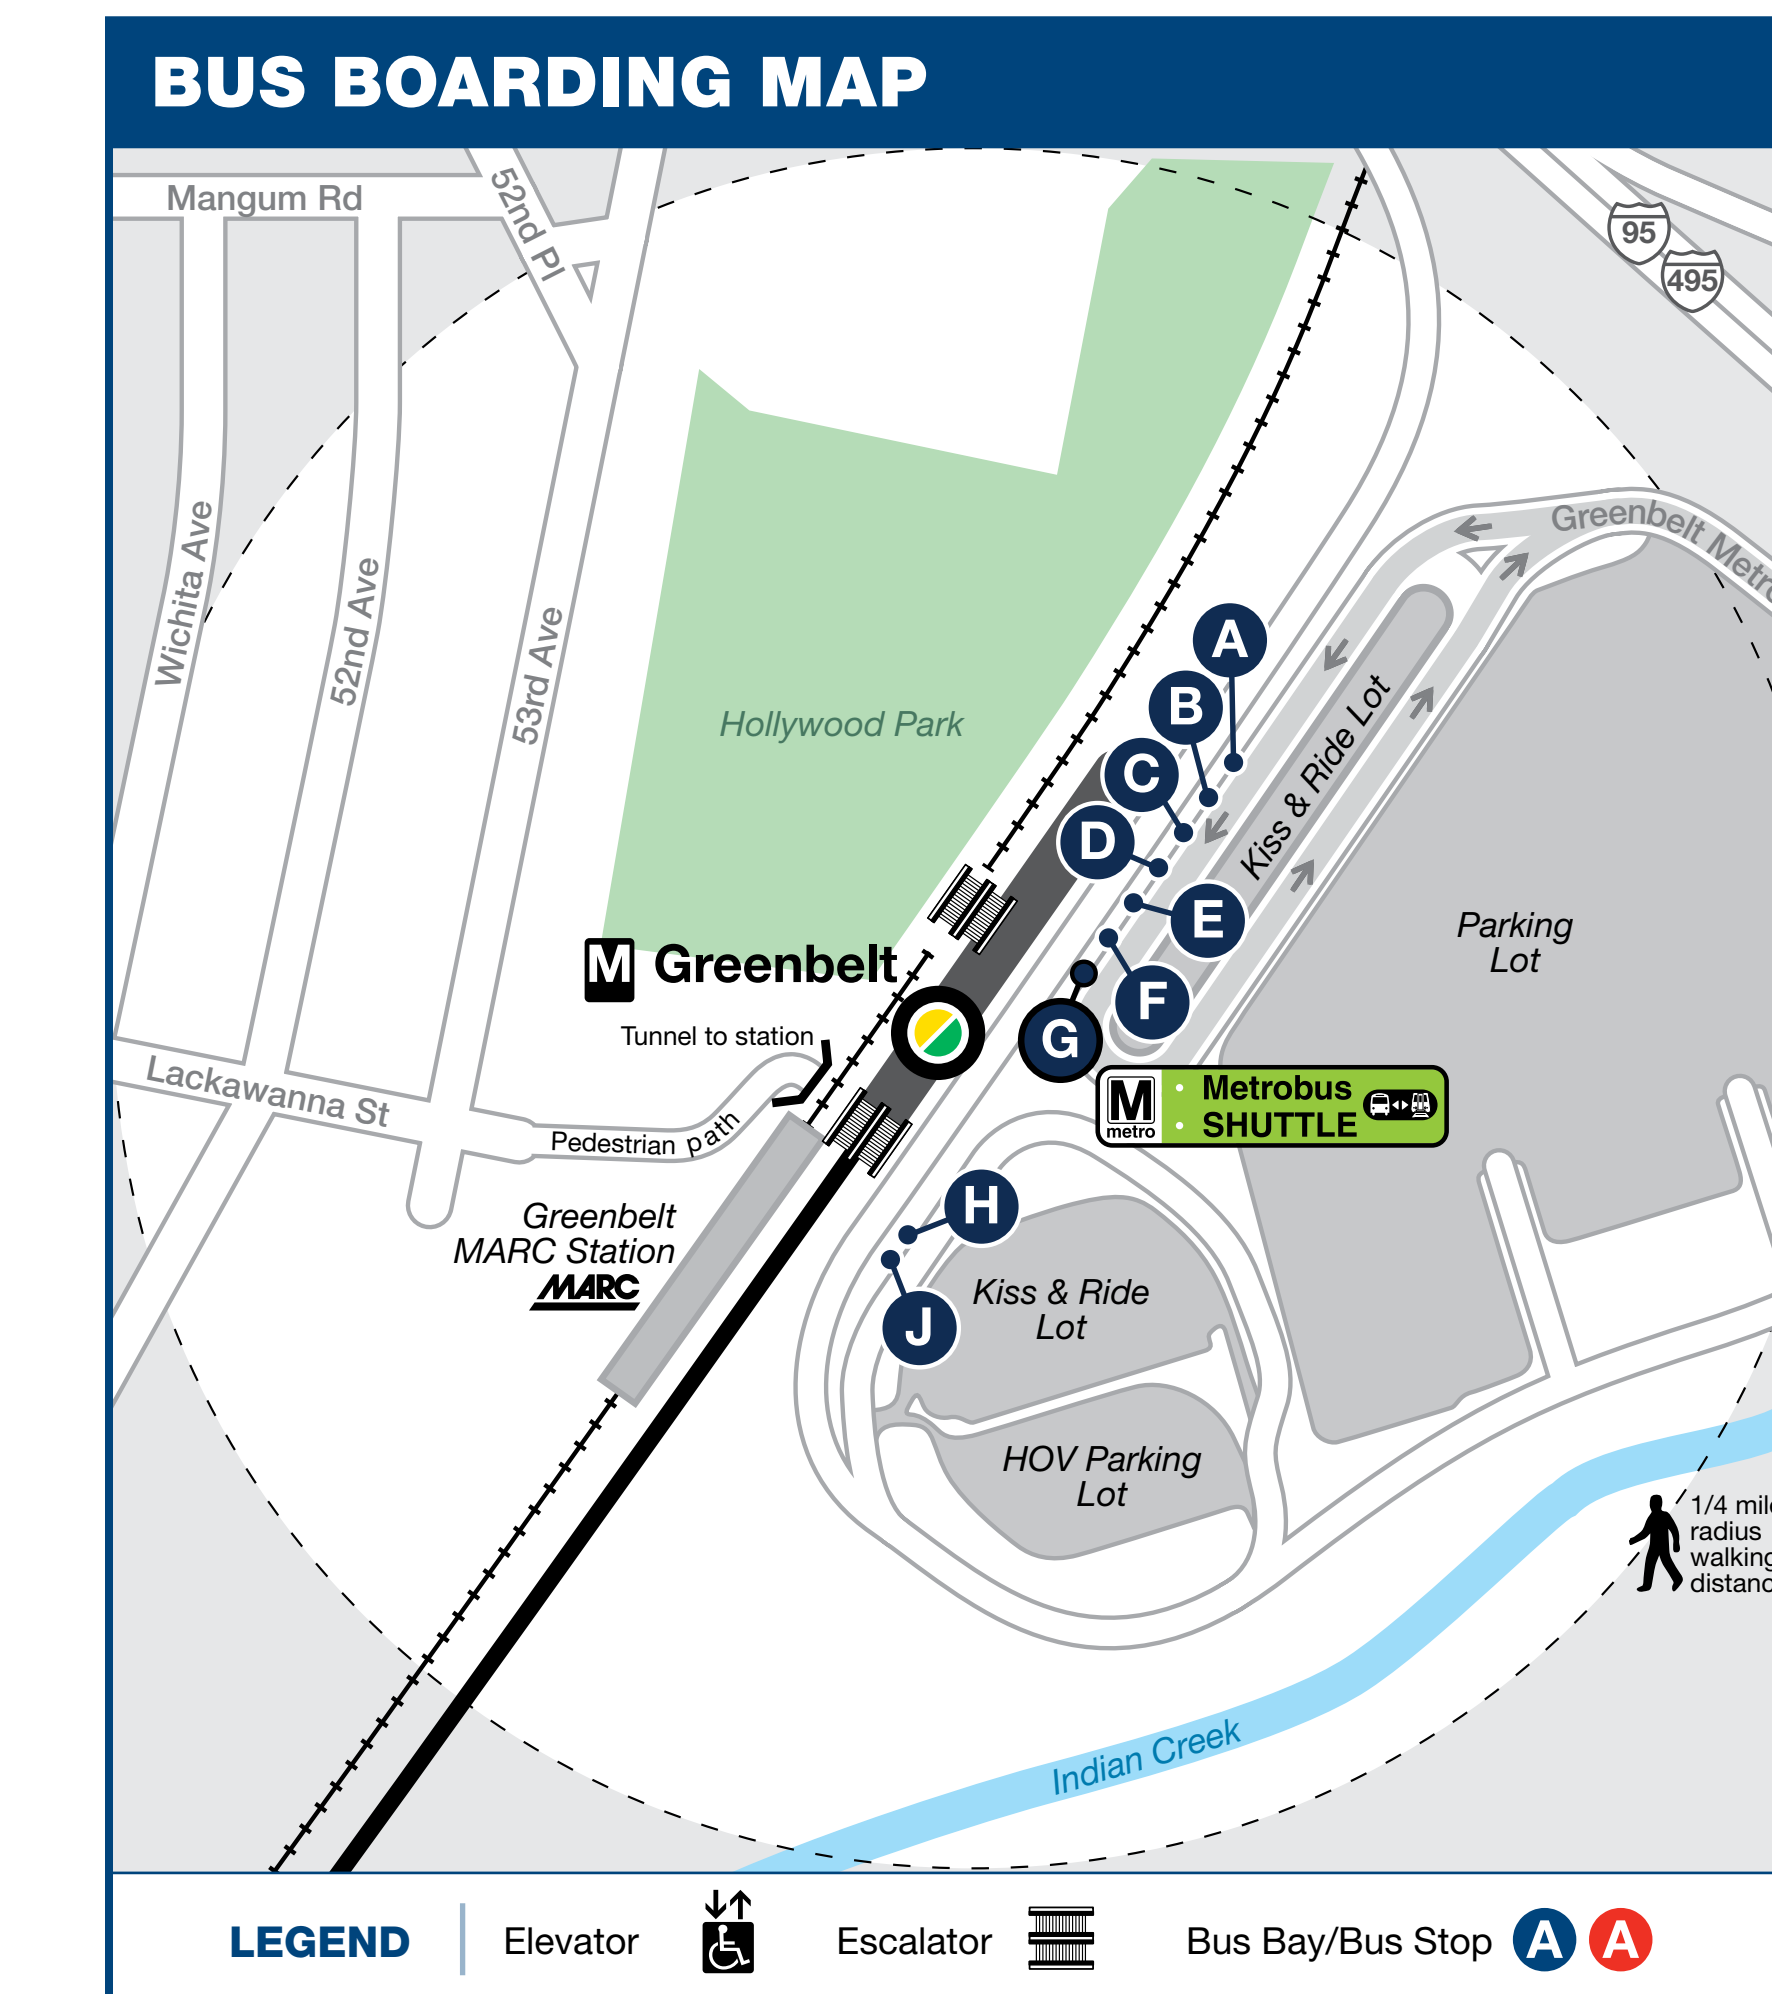 BUS BOARDING MAP
Mangum Rd
52nd Pl
95
495
Wichita Ave
52nd Ave
53rd Ave
Greenbelt Metro
A
B
C
D
E
F
G
Hollywood Park
Kiss & Ride Lot
Parking
Lot
M Greenbelt
Tunnel to station
Lackawanna St
Pedestrian path
M
metro
· Metrobus
· SHUTTLE
Greenbelt
MARC Station
MARC
H
J
Kiss & Ride
Lot
HOV Parking
Lot
1/4 mile
radius
walking
distanc
Indian Creek
LEGEND
Elevator
Escalator
Bus Bay/Bus Stop A A